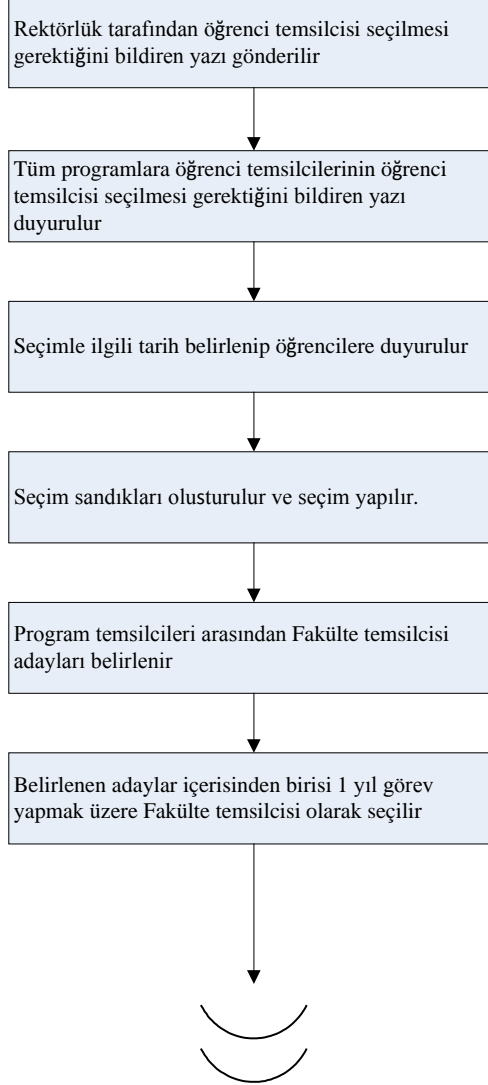 Rektörlük tarafından öğrenci temsilcisi seçilmesi
gerektiğini bildiren yazı gönderilir
Tüm programlara öğrenci temsilcilerinin öğrenci
temsilcisi seçilmesi gerektiğini bildiren yazı
duyurulur
Seçimle ilgili tarih belirlenip öğrencilere duyurulur
Seçim sandıkları olusturulur ve seçim yapılır.
Program temsilcileri arasından Fakülte temsilcisi
adayları belirlenir
Belirlenen adaylar içerisinden birisi 1 yıl görev
yapmak üzere Fakülte temsilcisi olarak seçilir